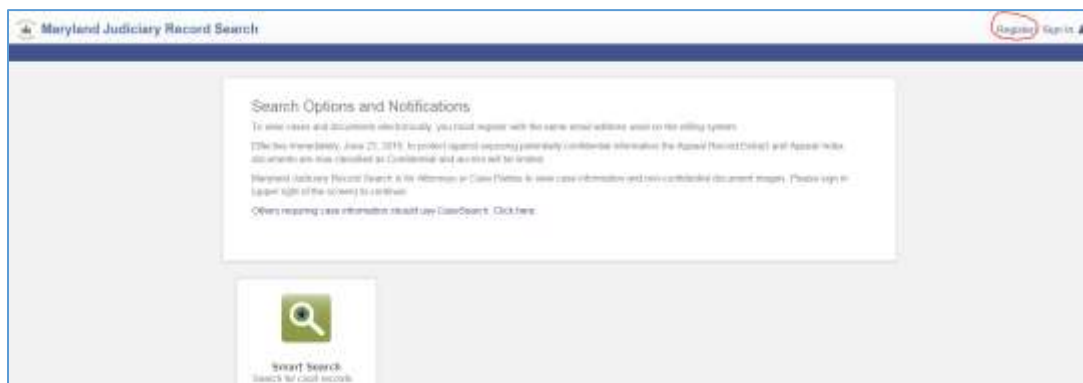 Maryland Judiciary Record Search
Register Sign In
Search Options and Notifications
To view cases and documents electronically, you must register with the same email address used on the efiling system.
Effective immediately, June 23, to protect against exposing potentially confidential information the Appeal Record Extract and Appeal Index
documents are now classified as Confidential and access will be limited.
Maryland Judiciary Record Search is for Attorneys or Case Parties to view case information and non-confidential document images. Please sign in
(upper right of the screen) to continue.
Others requiring case information should use CaseSearch. Click here.
Smart Search
Search for court records.